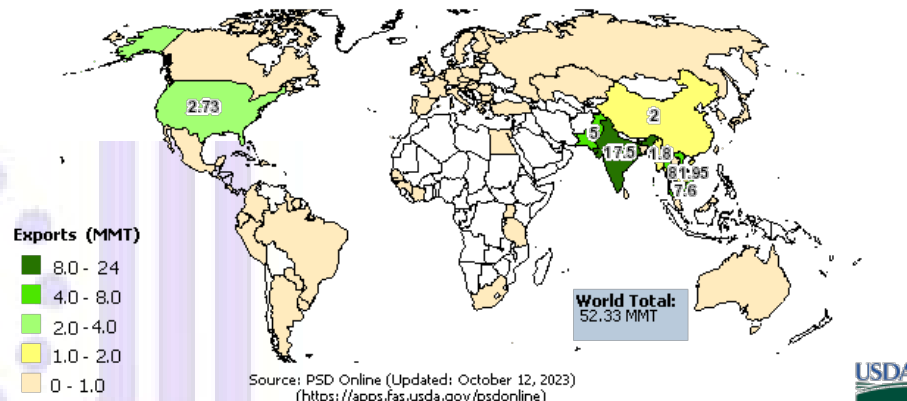 2.73
2
5
17.5
1.8
8
1.95
7.6
Exports (MMT)
8.0 - 24
4.0 - 8.0
2.0 - 4.0
1.0 - 2.0
0 - 1.0
World Total:
52.33 MMT
Source: PSD Online (Updated: October 12, 2023)
(https://apps.fas.usda.gov/psdonline)
USDA